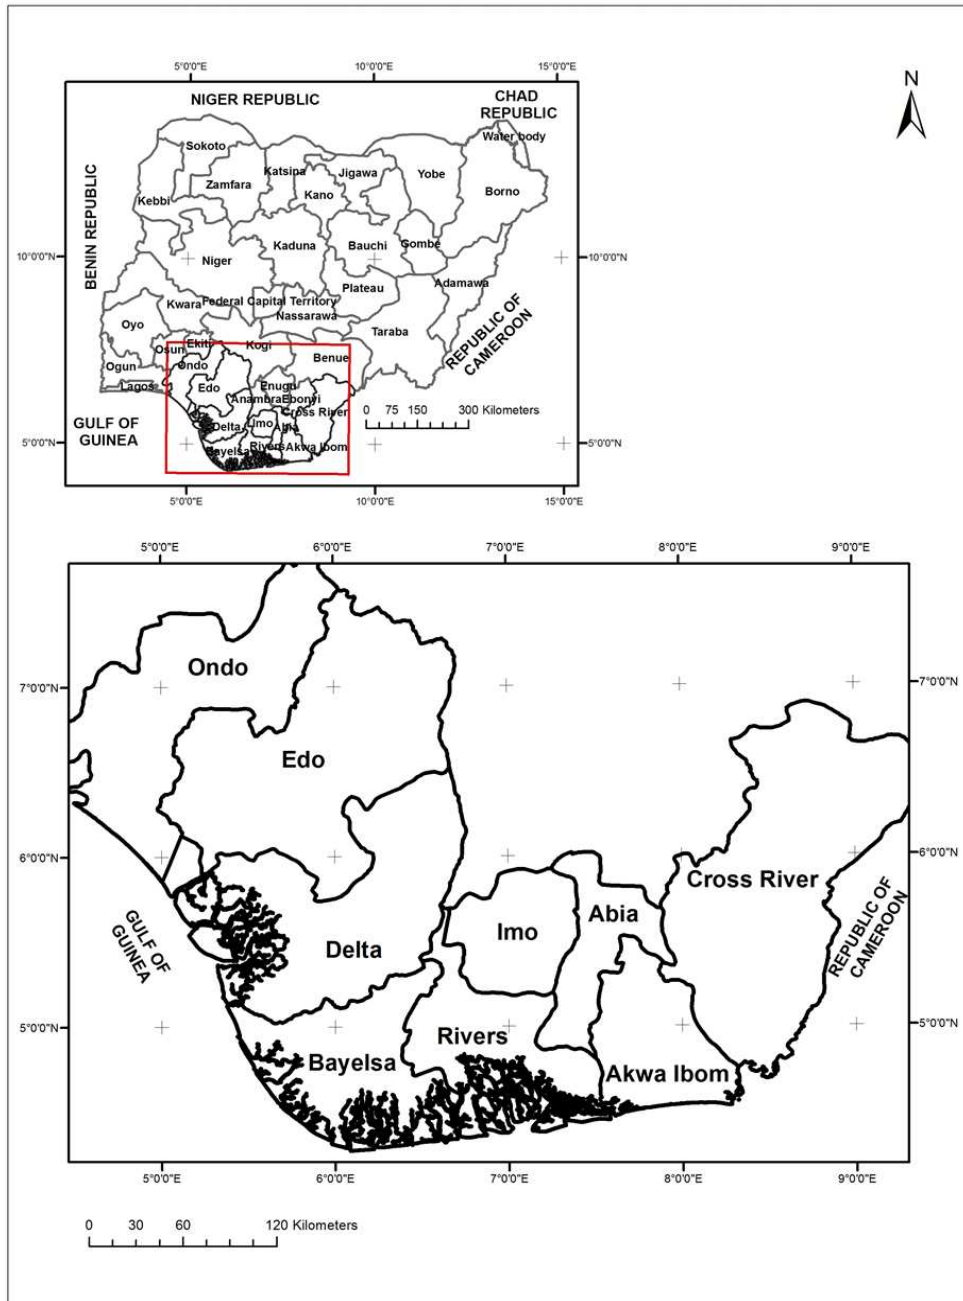 N
5°0'0"E 10°0'0"E 15°0'0"E
NIGER REPUBLIC
CHAD
REPUBLIC
Water body
Sokoto
Katsina
Jigawa
Yobe
Zamfara
Borno
Kano
Kebbi
BENIN REPUBLIC
Kaduna
Bauchi
Gombe
10°0'0"N 10°0'0"N
Niger
Adamawa
Plateau
Kwara
Federal Capital Territory
Nassarawa
Oyo
Taraba
REPUBLIC OF
CAMEROON
Osun
Ekiti
Kogi
Benue
Ogun
Ondo
Lagos
Edo
Enugu
Anambra
Ebonyi
Cross River
0 75 150 300 Kilometers
GULF OF
GUINEA
Delta
Imo
Abia
5°0'0"N 5°0'0"N
Bayelsa
Rivers
Akwa Ibom
5°0'0"E 10°0'0"E 15°0'0"E
5°0'0"E 6°0'0"E 7°0'0"E 8°0'0"E 9°0'0"E
Ondo
7°0'0"N 7°0'0"N
Edo
6°0'0"N 6°0'0"N
Cross River
Abia
Imo
GULF OF
GUINEA
Delta
REPUBLIC OF
CAMEROON
5°0'0"N 5°0'0"N
Rivers
Bayelsa
Akwa Ibom
5°0'0"E 6°0'0"E 7°0'0"E 8°0'0"E 9°0'0"E
0 30 60 120 Kilometers